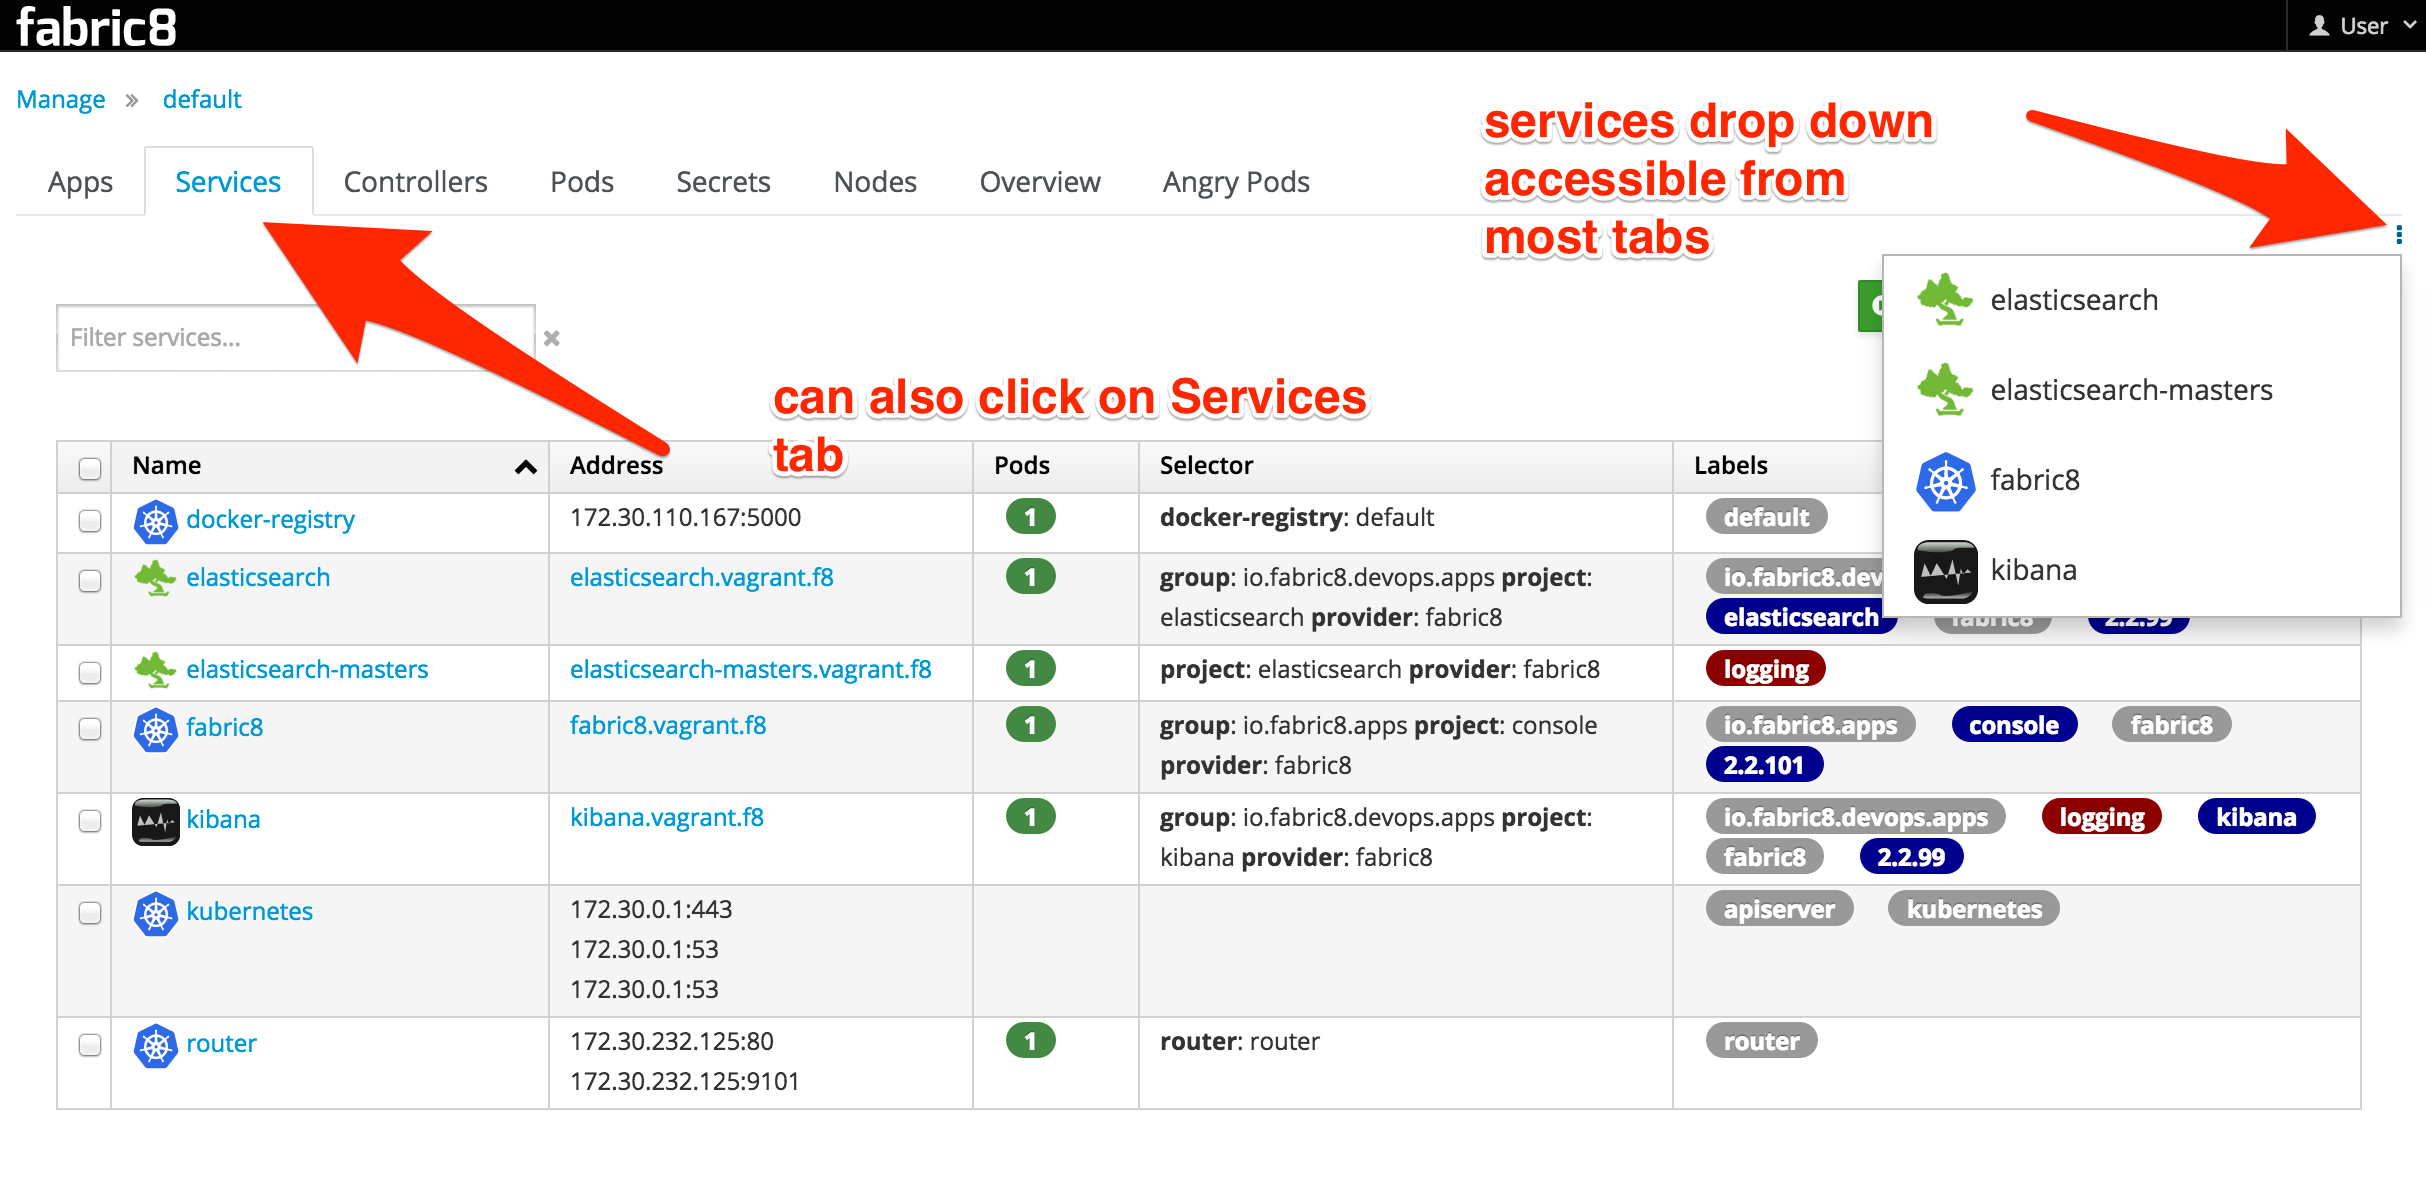 fabric8
User
Manage » default
services drop down
accessible from
most tabs
Apps Services Controllers Pods Secrets Nodes Overview Angry Pods
elasticsearch
elasticsearch-masters
fabric8
kibana
Filter services...
can also click on Services
tab
Name Address Pods Selector Labels
docker-registry 172.30.110.167:5000 1 docker-registry: default default
elasticsearch elasticsearch.vagrant.f8 1 group: io.fabric8.devops.apps project: io.fabric8.dev
elasticsearch provider: fabric8 elasticsearch fabric8 2.2.99
elasticsearch-masters elasticsearch-masters.vagrant.f8 1 project: elasticsearch provider: fabric8 logging
fabric8 fabric8.vagrant.f8 1 group: io.fabric8.apps project: console io.fabric8.apps console fabric8
provider: fabric8 2.2.101
kibana kibana.vagrant.f8 1 group: io.fabric8.devops.apps project: io.fabric8.devops.apps logging kibana
kibana provider: fabric8 fabric8 2.2.99
kubernetes 172.30.0.1:443 apiserver kubernetes
172.30.0.1:53
172.30.0.1:53
router 172.30.232.125:80 1 router: router router
172.30.232.125:9101